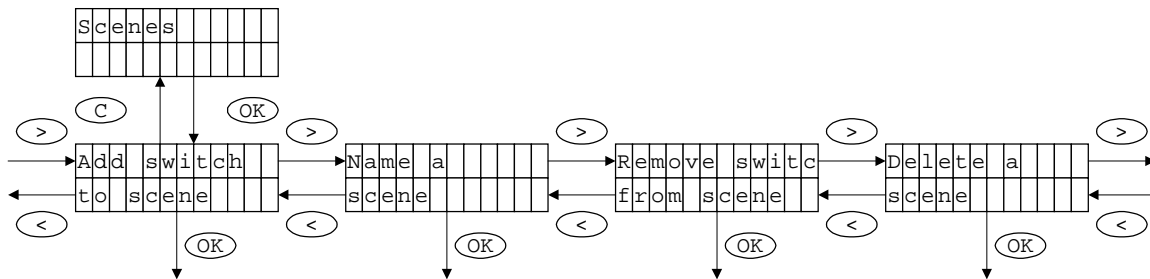 Scenes
C OK
> > > > >
Add switch Name a Remove switc Delete a
to scene scene from scene scene
< < < < <
OK OK OK OK